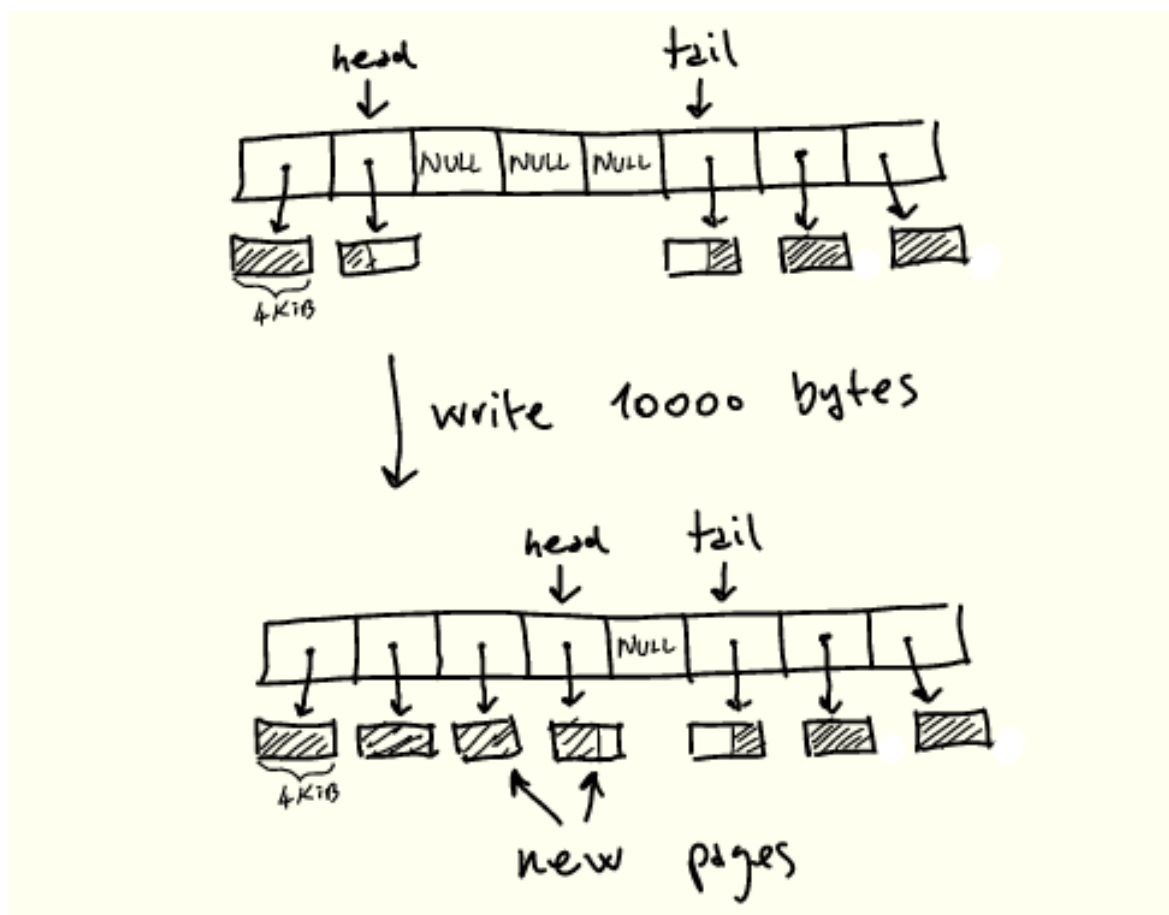 head tail
NULL NULL NULL
4KiB
write 10000 bytes
head tail
NULL
4KiB
new pages